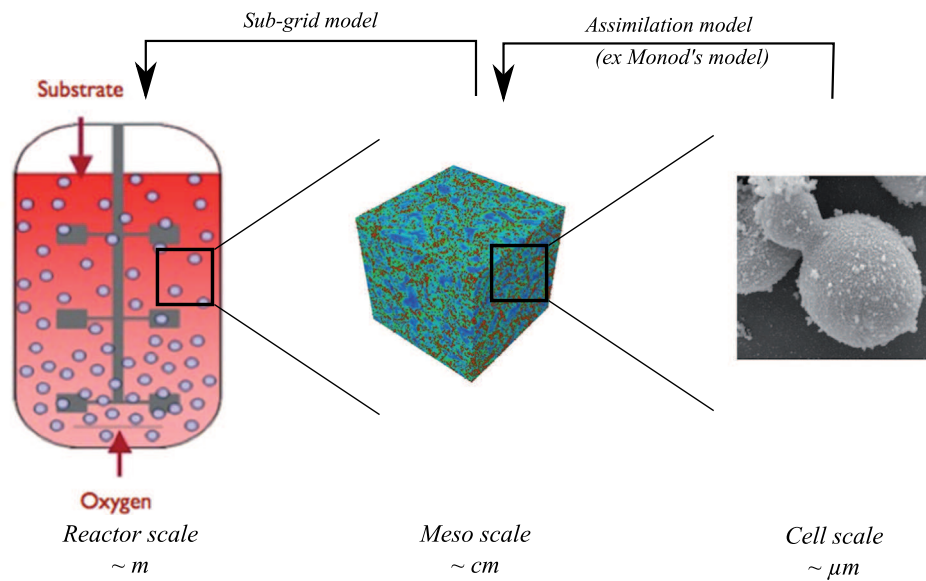 Sub-grid model
Assimilation model
(ex Monod's model)
Substrate
Oxygen
Reactor scale
~ m
Meso scale
~ cm
Cell scale
~ μm